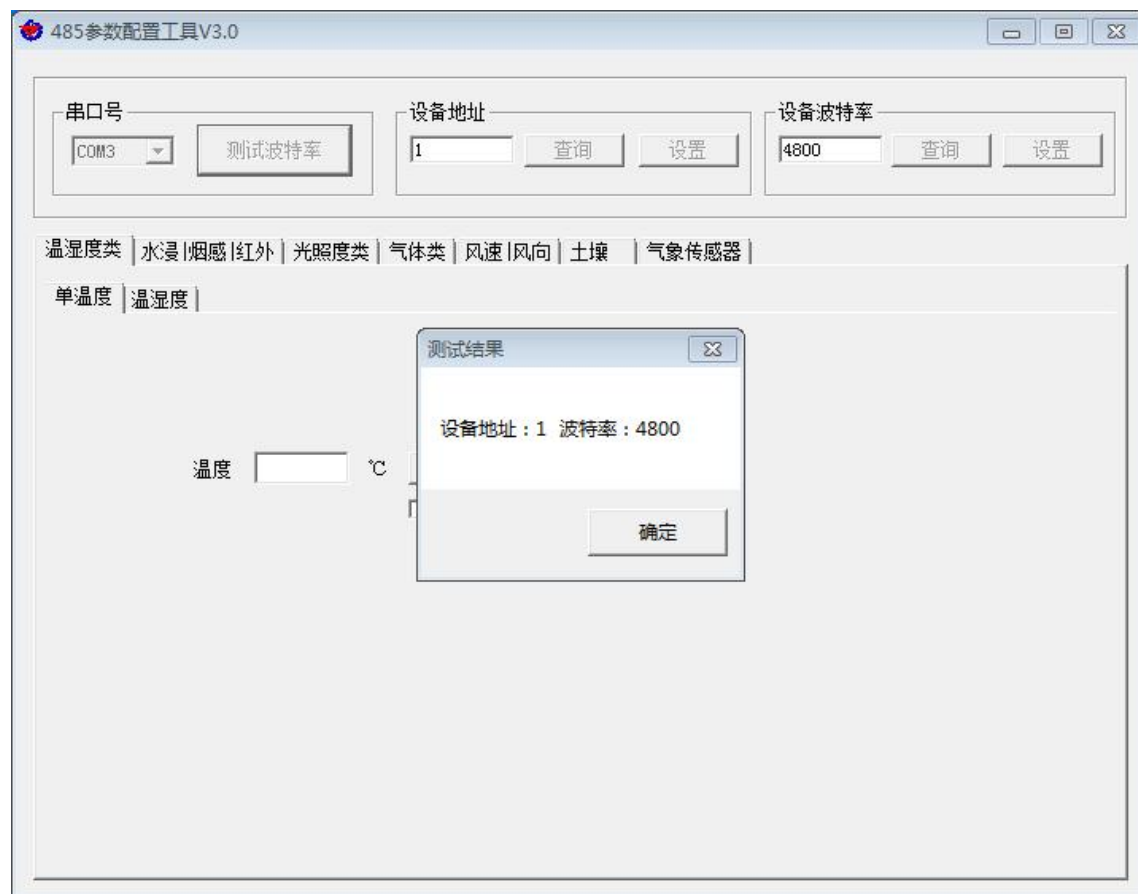 485参数配置工具V3.0
串口号 设备地址 设备波特率
COM3 测试波特率 1 查询 设置 4800 查询 设置
温湿度类 水浸|烟感|红外 光照度类 气体类 风速|风向 土壤 气象传感器
单温度 温湿度
测试结果
设备地址：1 波特率：4800
温度 ℃
确定